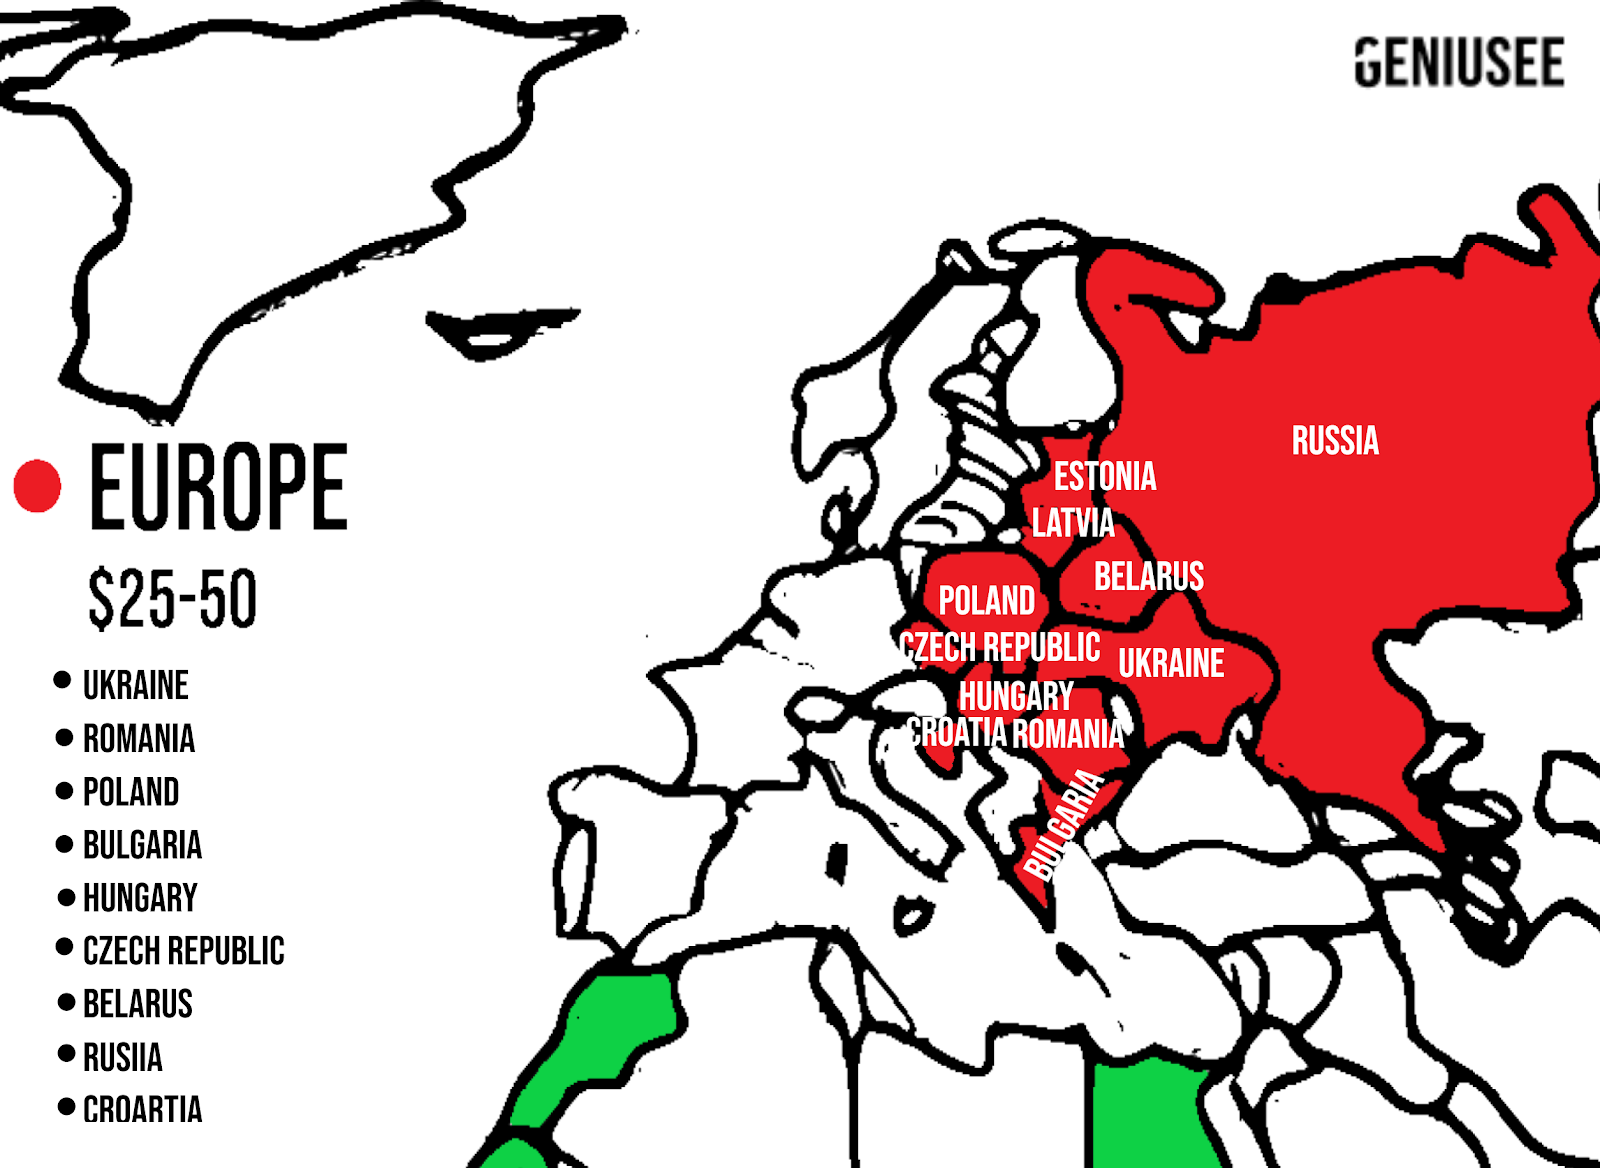 GENIUSEE
EUROPE
$25-50
UKRAINE
ROMANIA
POLAND
BULGARIA
HUNGARY
CZECH REPUBLIC
BELARUS
RUSIIA
CROARTIA
RUSSIA
ESTONIA
LATVIA
BELARUS
POLAND
CZECH REPUBLIC
UKRAINE
HUNGARY
CROATIA ROMANIA
BULGARIA